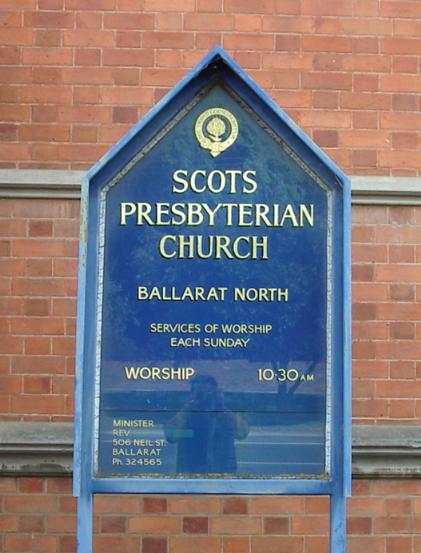 SCOTS
PRESBYTERIAN
CHURCH
BALLARAT NORTH
SERVICES OF WORSHIP
EACH SUNDAY
WORSHIP 10·30 AM
MINISTER
REV
506 NEIL ST.
BALLARAT
Ph. 324565